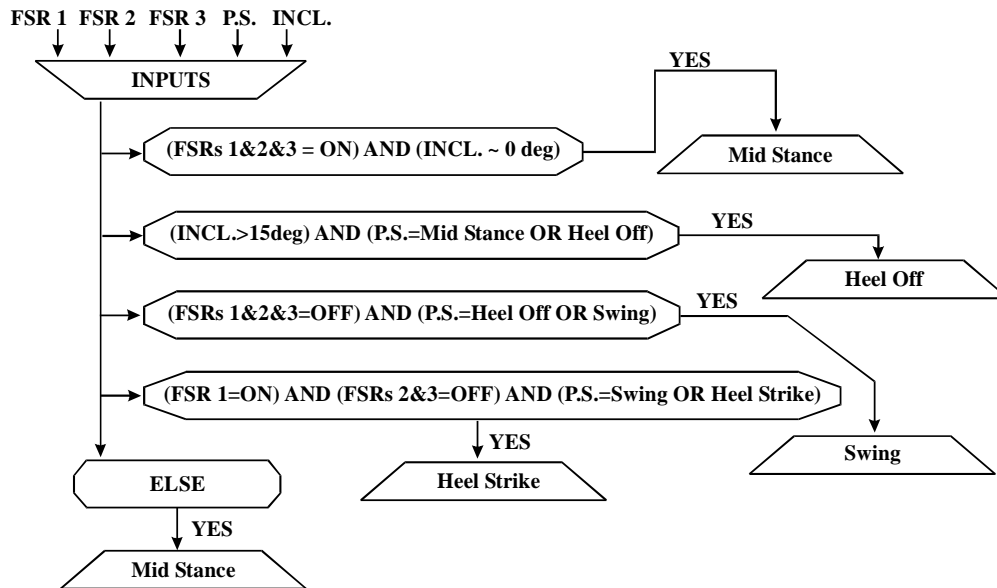 FSR 1 FSR 2 FSR 3 P.S. INCL.
INPUTS
YES
(FSRs 1&2&3 = ON) AND (INCL. ~ 0 deg)
Mid Stance
(INCL.>15deg) AND (P.S.=Mid Stance OR Heel Off)
YES
Heel Off
(FSRs 1&2&3=OFF) AND (P.S.=Heel Off OR Swing)
YES
(FSR 1=ON) AND (FSRs 2&3=OFF) AND (P.S.=Swing OR Heel Strike)
YES
Swing
ELSE
Heel Strike
YES
Mid Stance